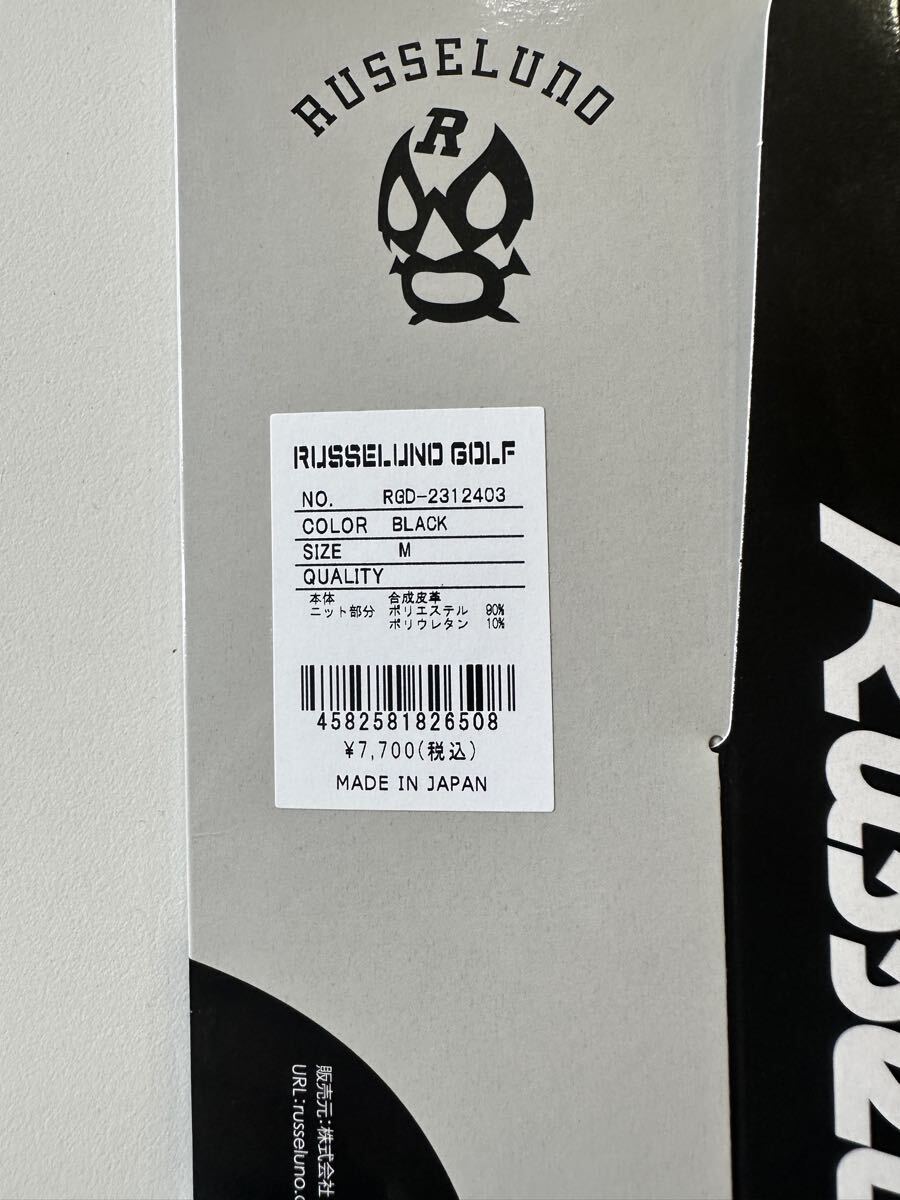 RUSSELUNO
R
RUSSELUNO GOLF
NO. RGD-2312403
COLOR BLACK
SIZE M
QUALITY
本体 合成皮革
ニット部分 ポリエステル 90%
ポリウレタン 10%
4582581826508
¥7,700(税込)
MADE IN JAPAN
販売元:株式会社
URL:russeluno.c
Russelu